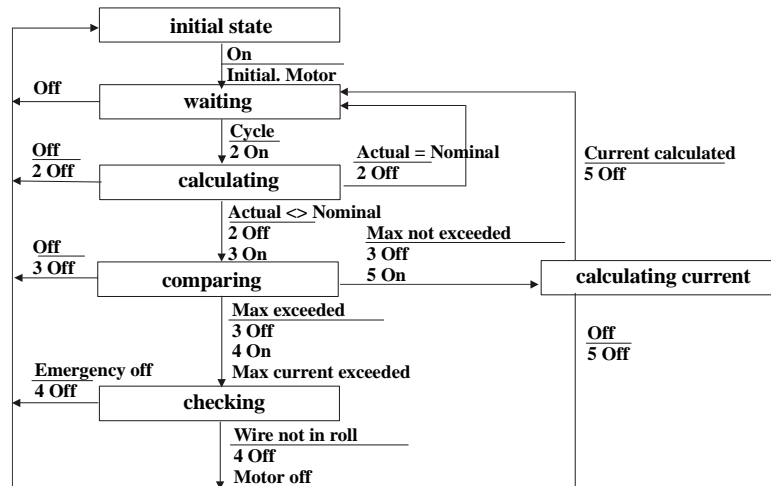 initial state
On
Initial. Motor
Off
waiting
Cycle
2 On
Off
2 Off
calculating
Actual = Nominal
2 Off
Current calculated
5 Off
Actual <> Nominal
2 Off
3 On
Off
3 Off
comparing
Max not exceeded
3 Off
5 On
calculating current
Max exceeded
3 Off
4 On
Max current exceeded
Off
5 Off
Emergency off
4 Off
checking
Wire not in roll
4 Off
Motor off